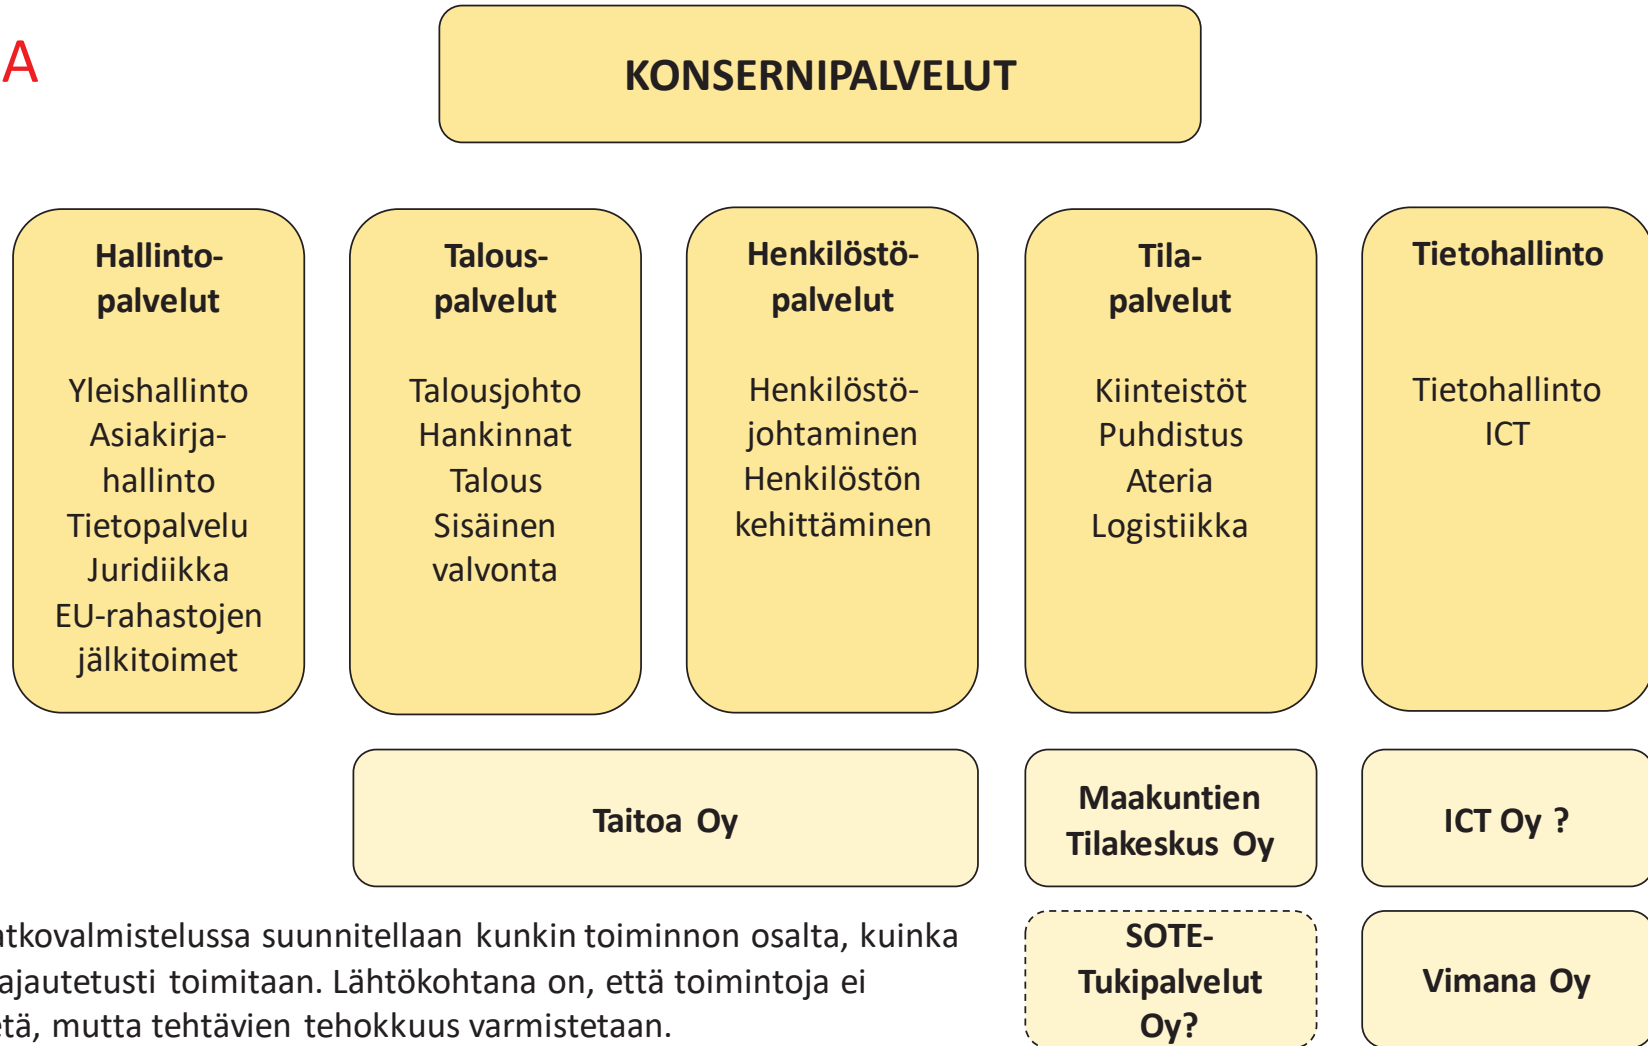 A
KONSERNIPALVELUT
Hallinto-
palvelut
Yleishallinto
Asiakirja-
hallinto
Tietopalvelu
Juridiikka
EU-rahastojen
jälkitoimet
Talous-
palvelut
Talousjohto
Hankinnat
Talous
Sisäinen
valvonta
Henkilöstö-
palvelut
Henkilöstö-
johtaminen
Henkilöstön
kehittäminen
Tila-
palvelut
Kiinteistöt
Puhdistus
Ateria
Logistiikka
Tietohallinto
Tietohallinto
ICT
Taitoa Oy
Maakuntien
Tilakeskus Oy
ICT Oy ?
atkovalmistelussa suunnitellaan kunkin toiminnon osalta, kuinka
ajautetusti toimitaan. Lähtökohtana on, että toimintoja ei
etä, mutta tehtävien tehokkuus varmistetaan.
SOTE-
Tukipalvelut
Oy?
Vimana Oy